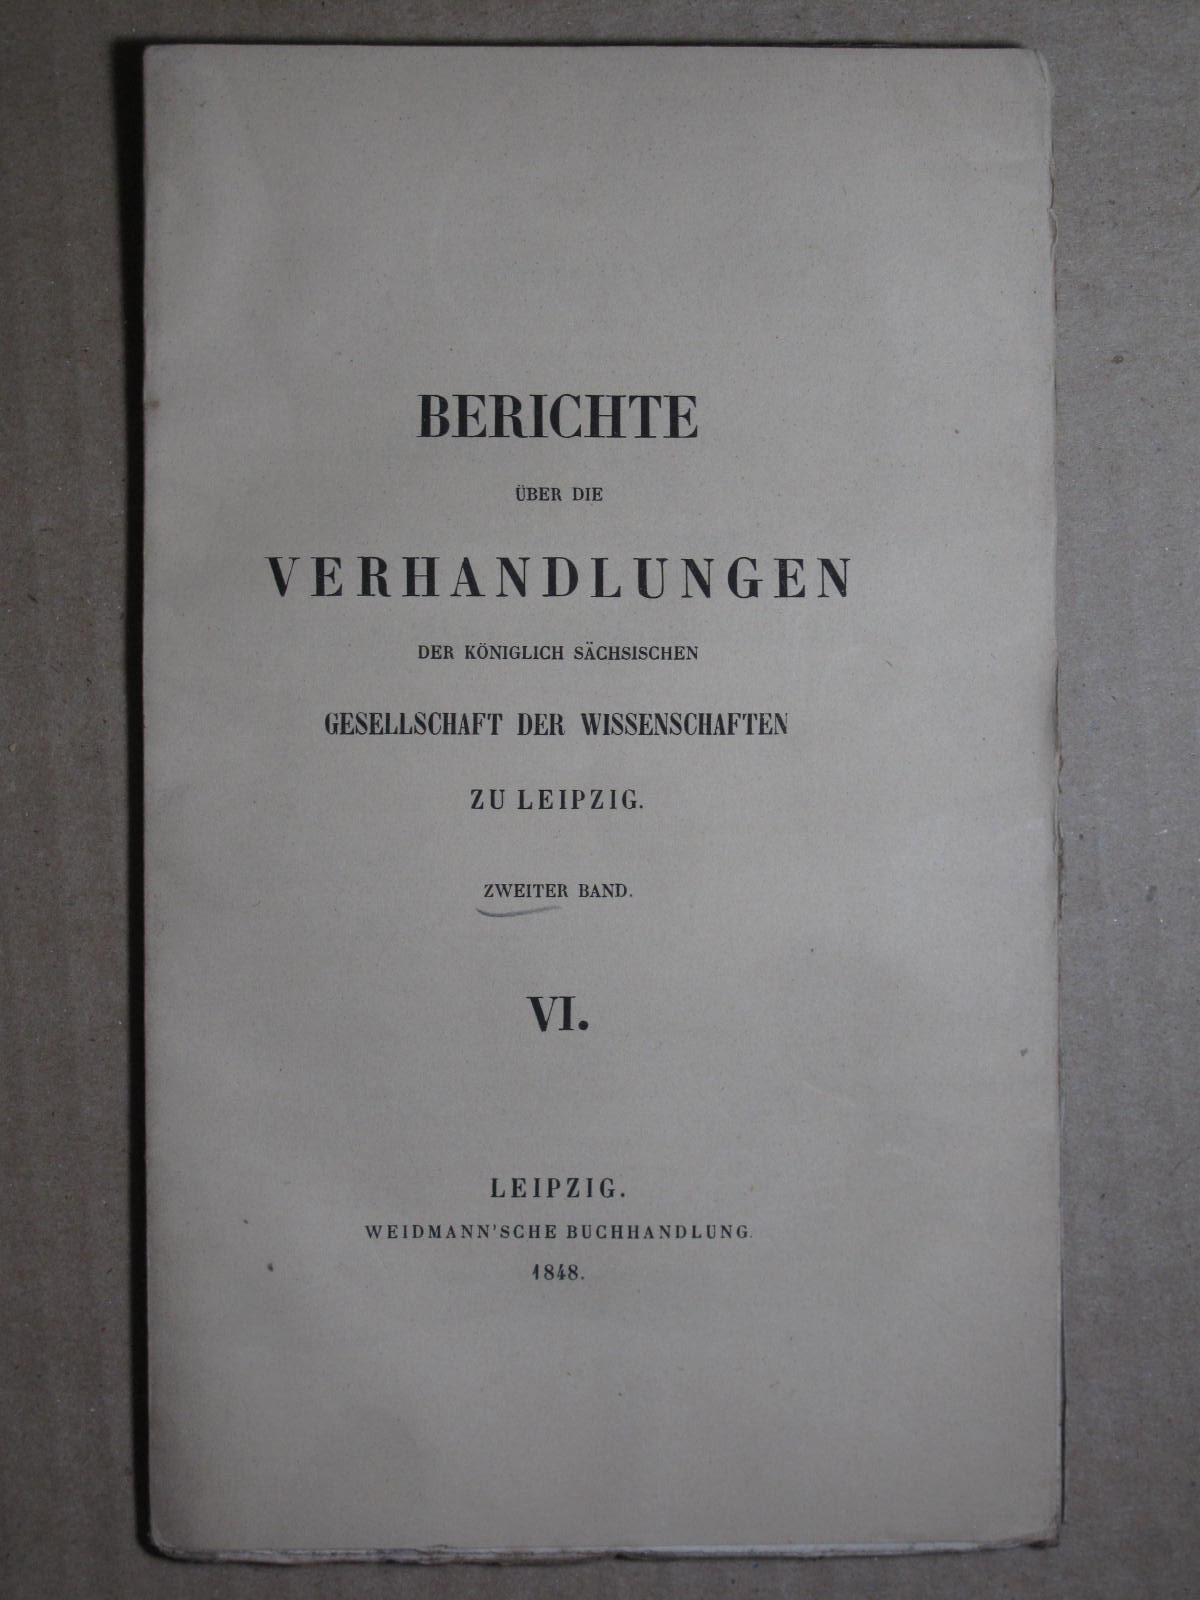 BERICHTE
ÜBER DIE
VERHANDLUNGEN
DER KÖNIGLICH SÄCHSISCHEN
GESELLSCHAFT DER WISSENSCHAFTEN
ZU LEIPZIG.
ZWEITER BAND.
VI.
LEIPZIG.
WEIDMANN'SCHE BUCHHANDLUNG.
1848.